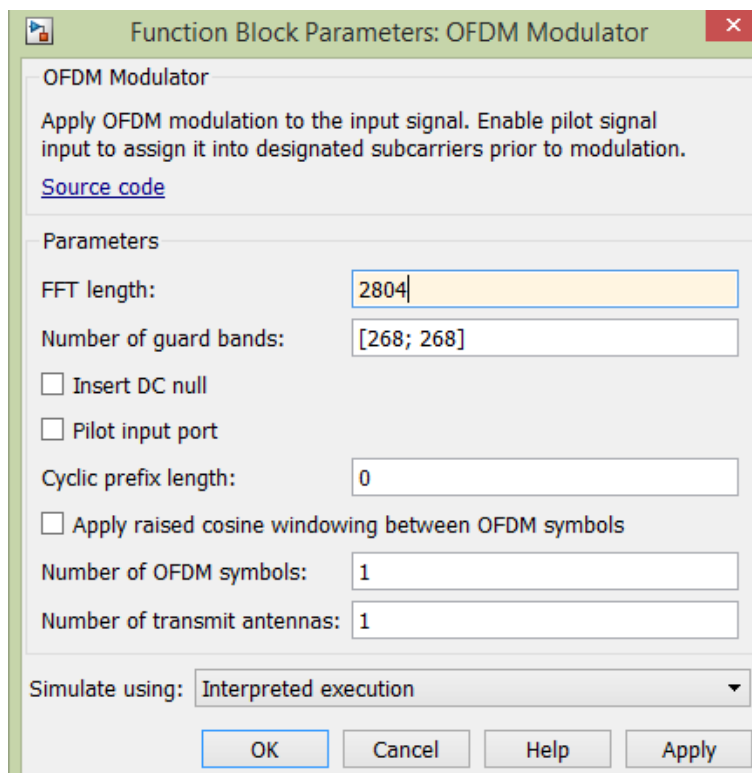 Function Block Parameters: OFDM Modulator
OFDM Modulator
Apply OFDM modulation to the input signal. Enable pilot signal
input to assign it into designated subcarriers prior to modulation.
Source code
Parameters
FFT length: 2804
Number of guard bands: [268; 268]
Insert DC null
Pilot input port
Cyclic prefix length: 0
Apply raised cosine windowing between OFDM symbols
Number of OFDM symbols: 1
Number of transmit antennas: 1
Simulate using: Interpreted execution
OK Cancel Help Apply